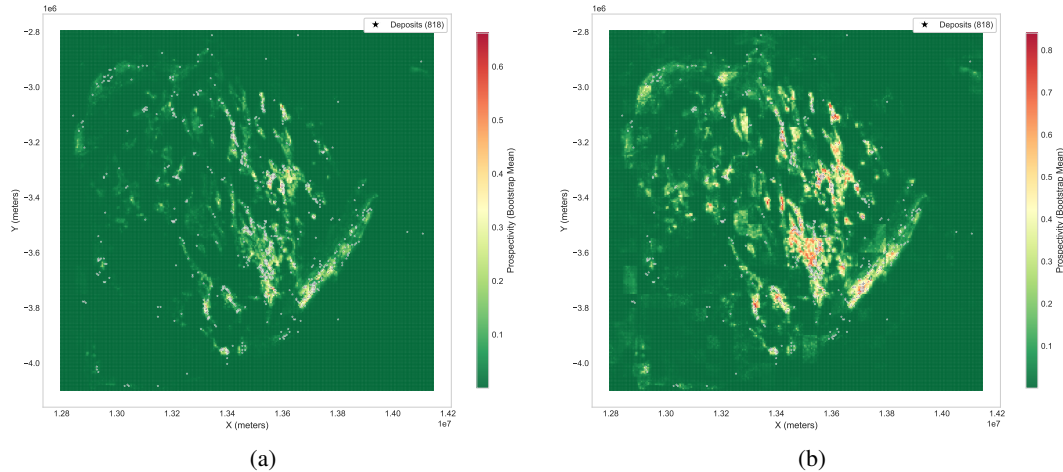 1e6
★ Deposits (818)
−2.8
−3.0
−3.2
−3.4
−3.6
−3.8
−4.0
Y (meters)
1.28 1.30 1.32 1.34 1.36 1.38 1.40 1.42
1e7
X (meters)
0.6
0.5
0.4
0.3
0.2
0.1
Prospectivity (Bootstrap Mean)
(a)
1e6
★ Deposits (818)
−2.8
−3.0
−3.2
−3.4
−3.6
−3.8
−4.0
Y (meters)
1.28 1.30 1.32 1.34 1.36 1.38 1.40 1.42
1e7
X (meters)
0.8
0.7
0.6
0.5
0.4
0.3
0.2
0.1
Prospectivity (Bootstrap Mean)
(b)